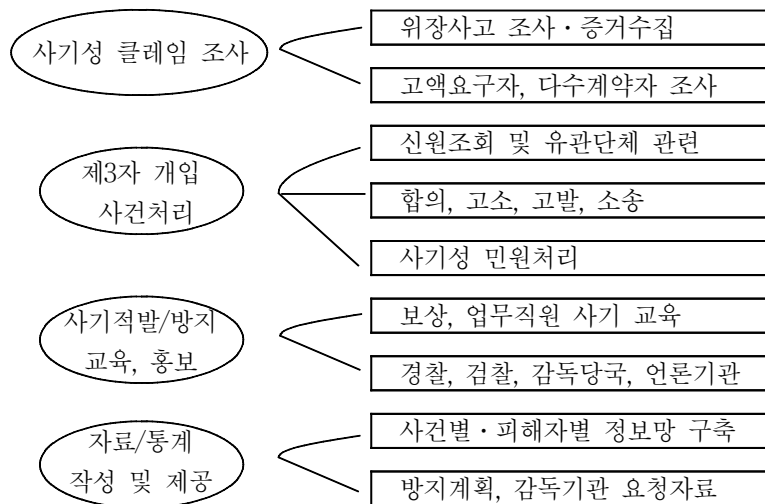 사기성 클레임 조사
위장사고 조사·증거수집
고액요구자, 다수계약자 조사
제3자 개입
사건처리
신원조회 및 유관단체 관련
합의, 고소, 고발, 소송
사기성 민원처리
사기적발/방지
교육, 홍보
보상, 업무직원 사기 교육
경찰, 검찰, 감독당국, 언론기관
자료/통계
작성 및 제공
사건별·피해자별 정보망 구축
방지계획, 감독기관 요청자료